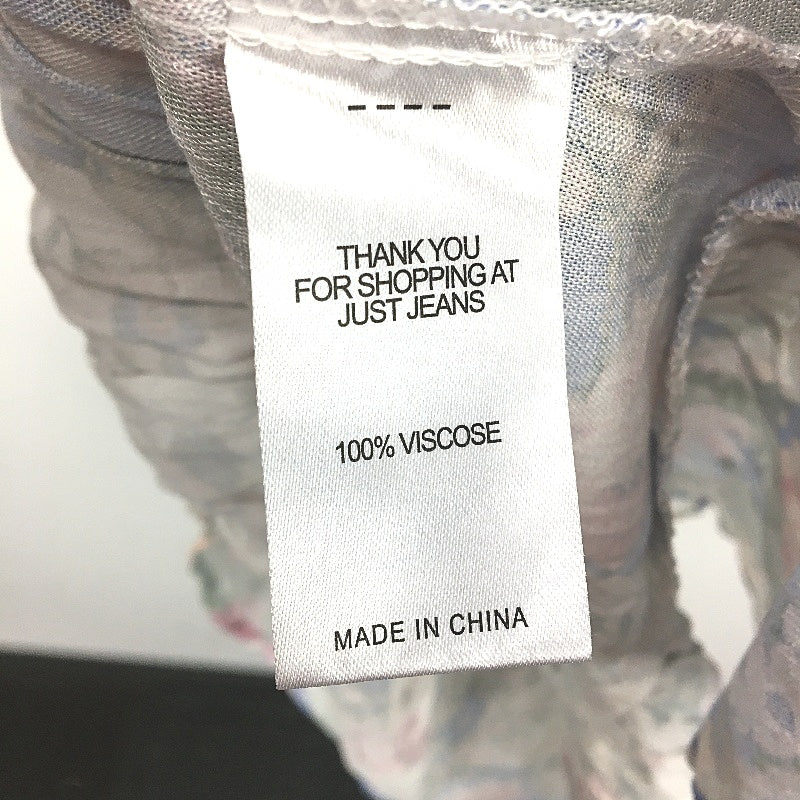 THANK YOU
FOR SHOPPING AT
JUST JEANS
100% VISCOSE
MADE IN CHINA